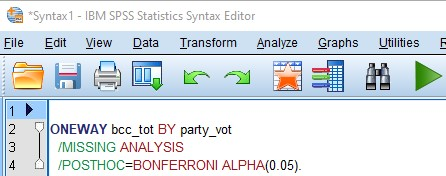 *Syntax1 - IBM SPSS Statistics Syntax Editor
File Edit View Data Transform Analyze Graphs Utilities
1
2 ONEWAY bcc_tot BY party_vot
3 /MISSING ANALYSIS
4 /POSTHOC=BONFERRONI ALPHA(0.05).